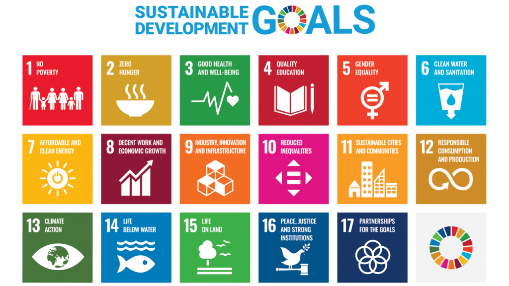 SUSTAINABLE
DEVELOPMENT GOALS
1 NO
POVERTY
2 ZERO
HUNGER
3 GOOD HEALTH
AND WELL-BEING
4 QUALITY
EDUCATION
5 GENDER
EQUALITY
6 CLEAN WATER
AND SANITATION
7 AFFORDABLE AND
CLEAN ENERGY
8 DECENT WORK AND
ECONOMIC GROWTH
9 INDUSTRY, INNOVATION
AND INFRASTRUCTURE
10 REDUCED
INEQUALITIES
11 SUSTAINABLE CITIES
AND COMMUNITIES
12 RESPONSIBLE
CONSUMPTION
AND PRODUCTION
13 CLIMATE
ACTION
14 LIFE
BELOW WATER
15 LIFE
ON LAND
16 PEACE, JUSTICE
AND STRONG
INSTITUTIONS
17 PARTNERSHIPS
FOR THE GOALS